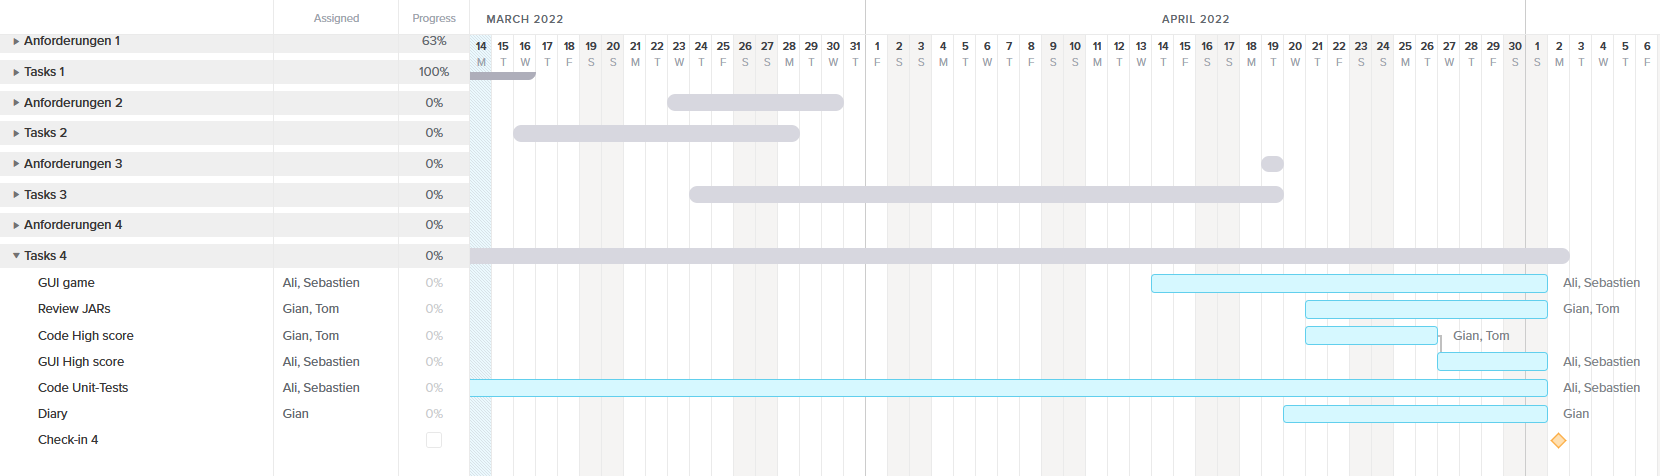 Assigned Progress MARCH 2022 APRIL 2022
Anforderungen 1 63% 14 15 16 17 18 19 20 21 22 23 24 25 26 27 28 29 30 31 1 2 3 4 5 6 7 8 9 10 11 12 13 14 15 16 17 18 19 20 21 22 23 24 25 26 27 28 29 30 1 2 3 4 5 6
M T W T F S S M T W T F S S M T W T F S S M T W T F S S M T W T F S S M T W T F S S M T W T F S S M T W T F
Tasks 1 100%
Anforderungen 2 0%
Tasks 2 0%
Anforderungen 3 0%
Tasks 3 0%
Anforderungen 4 0%
Tasks 4 0%
GUI game Ali, Sebastien 0% Ali, Sebastien
Review JARs Gian, Tom 0% Gian, Tom
Code High score Gian, Tom 0% Gian, Tom
GUI High score Ali, Sebastien 0% Ali, Sebastien
Code Unit-Tests Ali, Sebastien 0% Ali, Sebastien
Diary Gian 0% Gian
Check-in 4